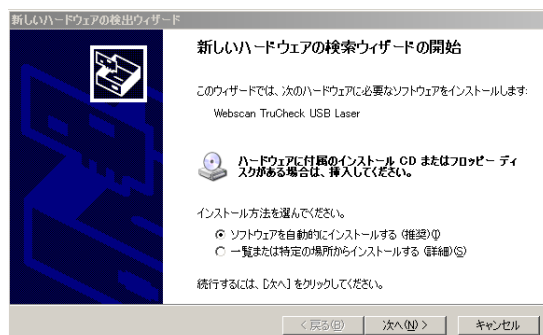 新しいハードウェアの検出ウィザード
新しいハードウェアの検索ウィザードの開始
このウィザードでは、次のハードウェアに必要なソフトウェアをインストールします:
Webscan TruCheck USB Laser
ハードウェアに付属のインストール CD またはフロッピー ディ
スクがある場合は、挿入してください。
インストール方法を選んでください。
ソフトウェアを自動的にインストールする (推奨)(I)
一覧または特定の場所からインストールする (詳細)(S)
続行するには、[次へ] をクリックしてください。
< 戻る(B) 次へ(N) > キャンセル